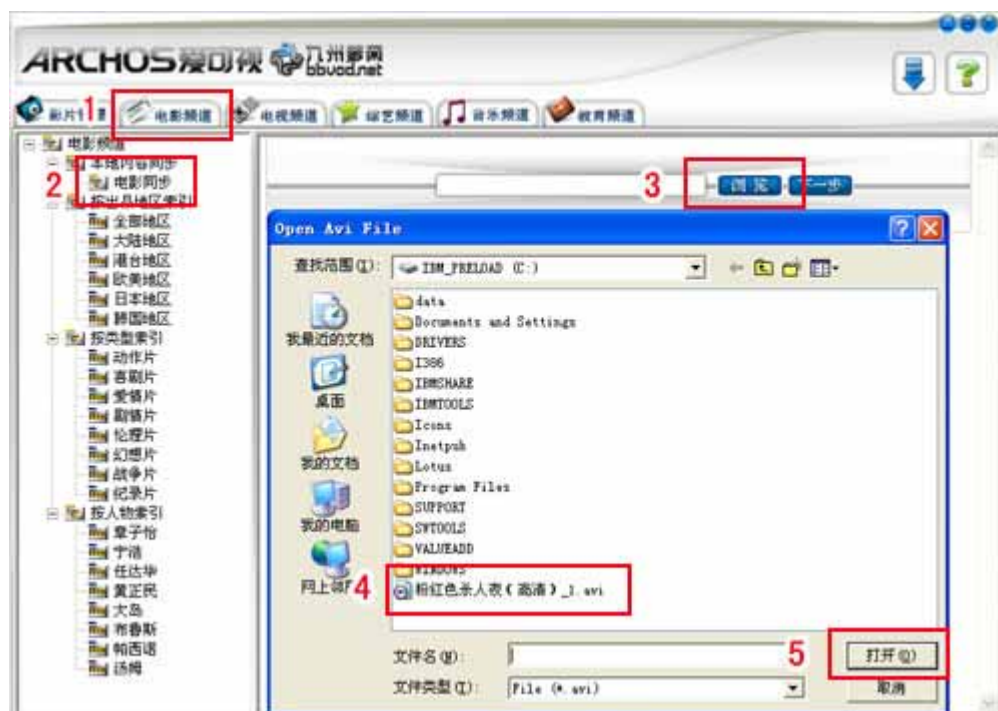 ARCHOS爱可视 九州梦网
bbvod.net
1
电影频道
电视频道
综艺频道
音乐频道
教育频道
电影频道
本地内容同步
2
电影同步
按出品地区索引
全部地区
大陆地区
港台地区
欧美地区
日本地区
韩国地区
按类型索引
动作片
喜剧片
爱情片
剧情片
伦理片
幻想片
战争片
纪录片
按人物索引
章子怡
宁浩
任达华
黄正民
大岛
布鲁斯
帕西诺
汤姆
3
浏览
下一步
Open Avi File
查找范围(I):
IBM_PRELOAD (C:)
我最近的文档
桌面
我的文档
我的电脑
网上邻
data
Documents and Settings
DRIVERS
I386
IBMSHARE
IBMTOOLS
Icons
Inetpub
Lotus
Program Files
SUPPORT
SWTOOLS
VALUEADD
WINDOWS
4
粉红色杀人夜(高清)_1.avi
文件名(N):
5
打开(O)
文件类型(T):
File (*.avi)
取消